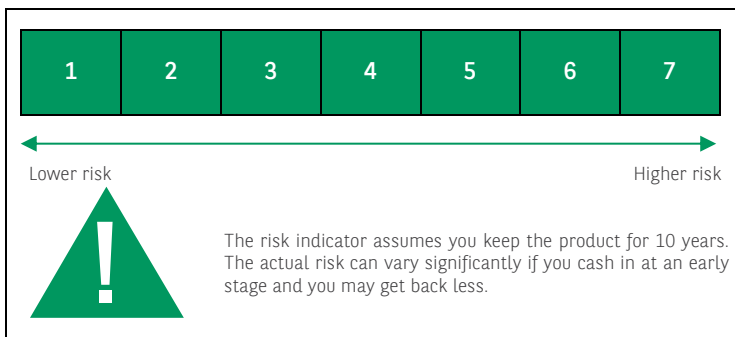 1 2 3 4 5 6 7
Lower risk Higher risk
!
The risk indicator assumes you keep the product for 10 years.
The actual risk can vary significantly if you cash in at an early
stage and you may get back less.